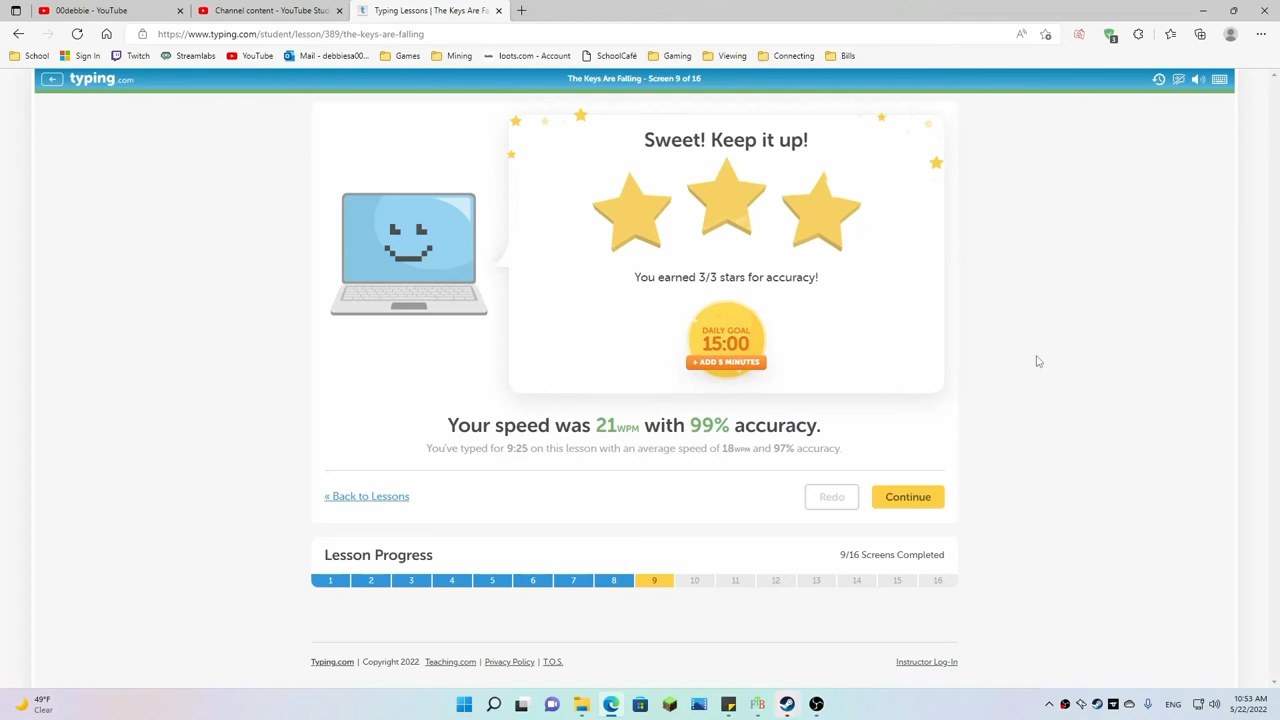 00debbie - YouTube
Channel content - YouTube Stud
Typing Lessons | The Keys Are Fa
https://www.typing.com/student/lesson/389/the-keys-are-falling
School
Sign In
Twitch
Streamlabs
YouTube
Mail - debbiesa00...
Games
Mining
loots.com - Account
SchoolCafé
Gaming
Viewing
Connecting
Bills
typing.com
The Keys Are Falling - Screen 9 of 16
Sweet! Keep it up!
You earned 3/3 stars for accuracy!
DAILY GOAL
15:00
+ ADD 5 MINUTES
Your speed was 21WPM with 99% accuracy.
You've typed for 9:25 on this lesson with an average speed of 18WPM and 97% accuracy.
« Back to Lessons
Redo
Continue
Lesson Progress
9/16 Screens Completed
1 2 3 4 5 6 7 8 9 10 11 12 13 14 15 16
Typing.com | Copyright 2022 Teaching.com | Privacy Policy | T.O.S.
Instructor Log-In
49°F
Clear
ENG
10:53 AM
5/22/2022